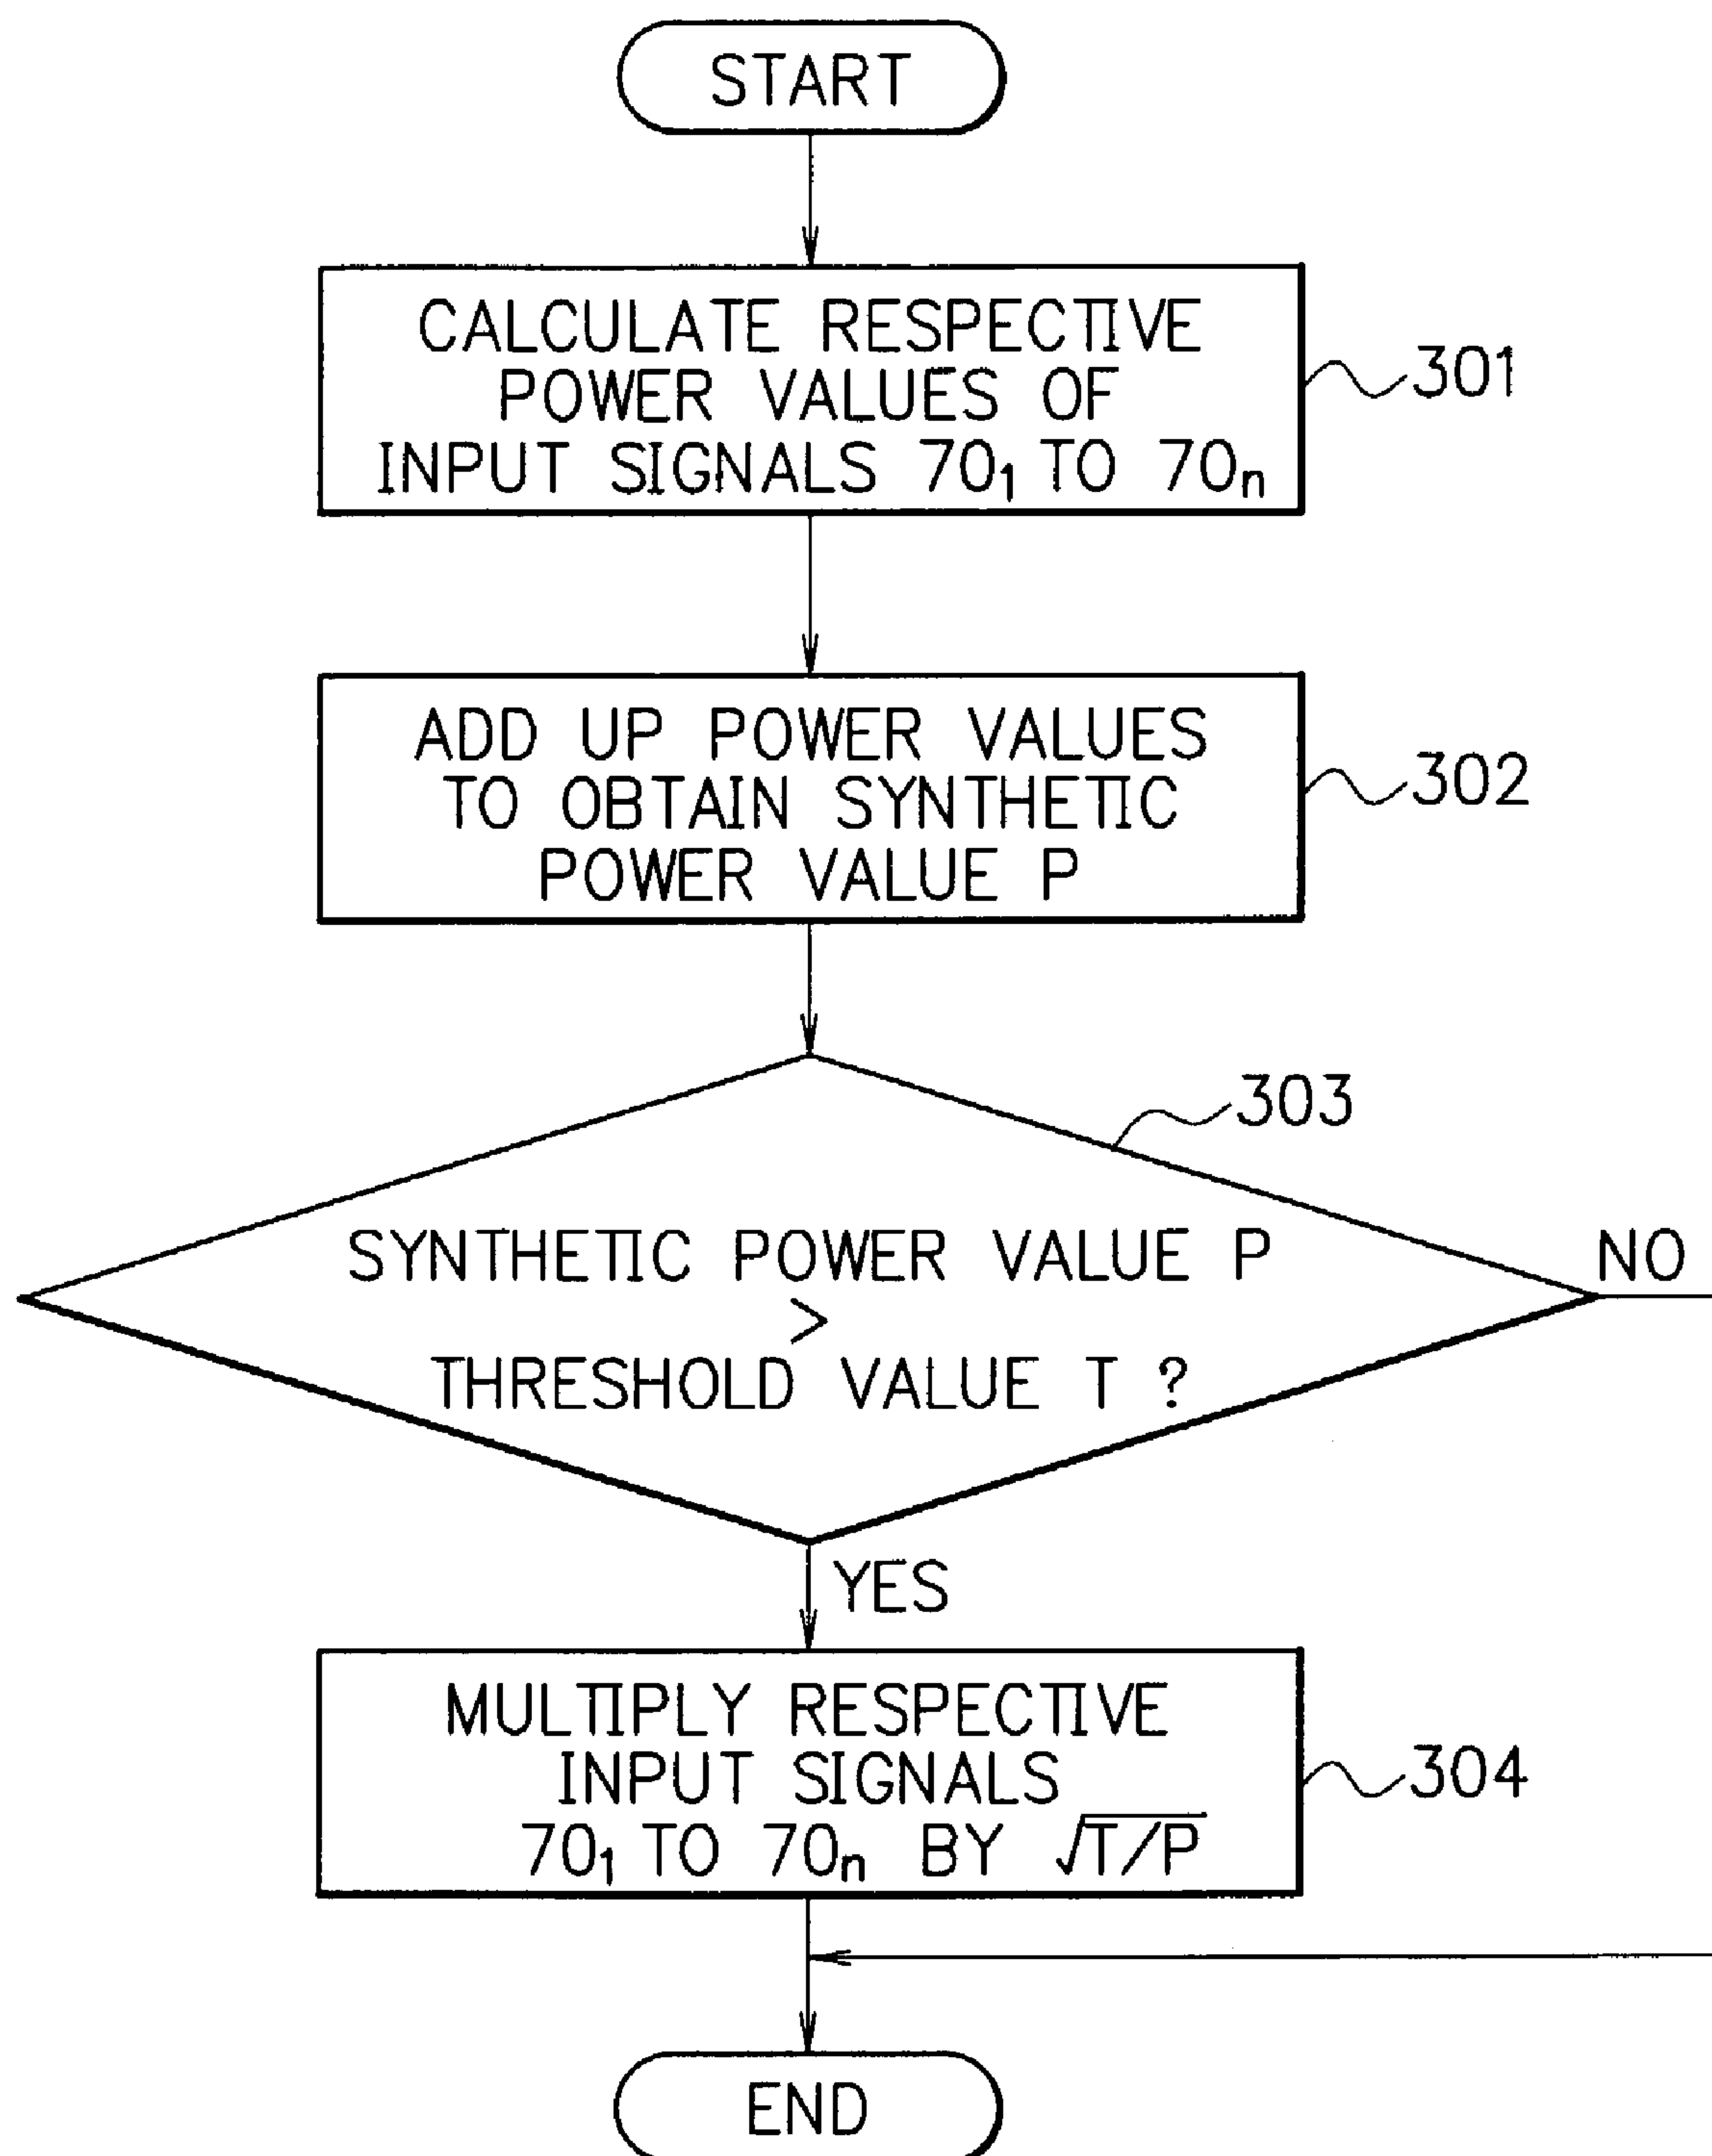 START
CALCULATE RESPECTIVE
POWER VALUES OF
INPUT SIGNALS 70₁ TO 70ₙ
301
ADD UP POWER VALUES
TO OBTAIN SYNTHETIC
POWER VALUE P
302
303
SYNTHETIC POWER VALUE P
>
THRESHOLD VALUE T ?
NO
YES
MULTIPLY RESPECTIVE
INPUT SIGNALS
70₁ TO 70ₙ BY √T/P
304
END